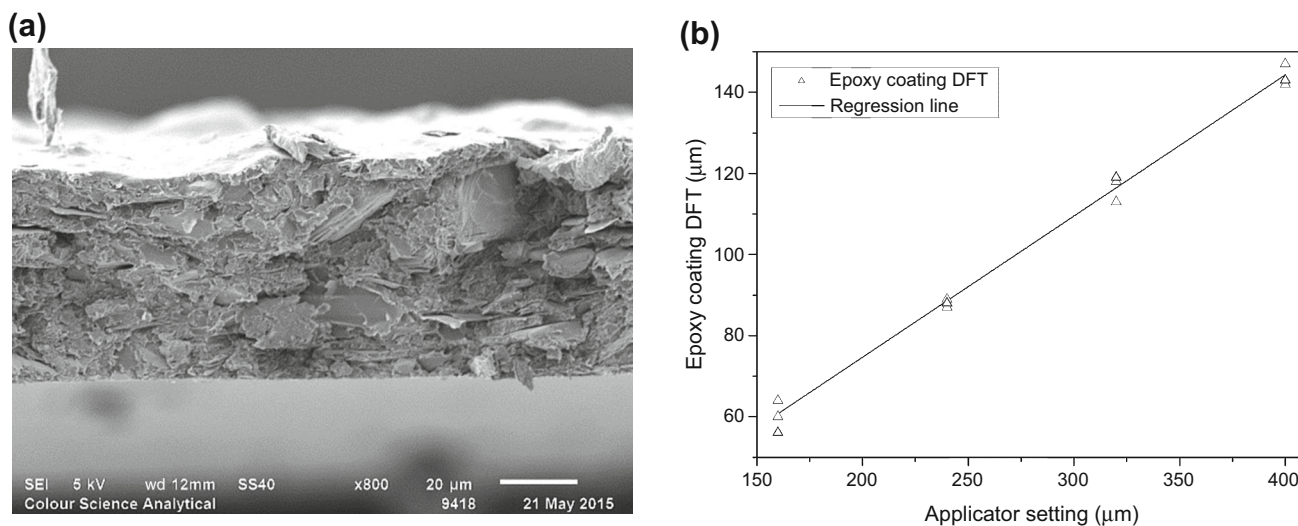 (a)
SEI 5 kV wd 12mm SS40 x800 20 μm
Colour Science Analytical 9418 21 May 2015
(b)
Epoxy coating DFT
Regression line
Epoxy coating DFT (μm)
140
120
100
80
60
150 200 250 300 350 400
Applicator setting (μm)